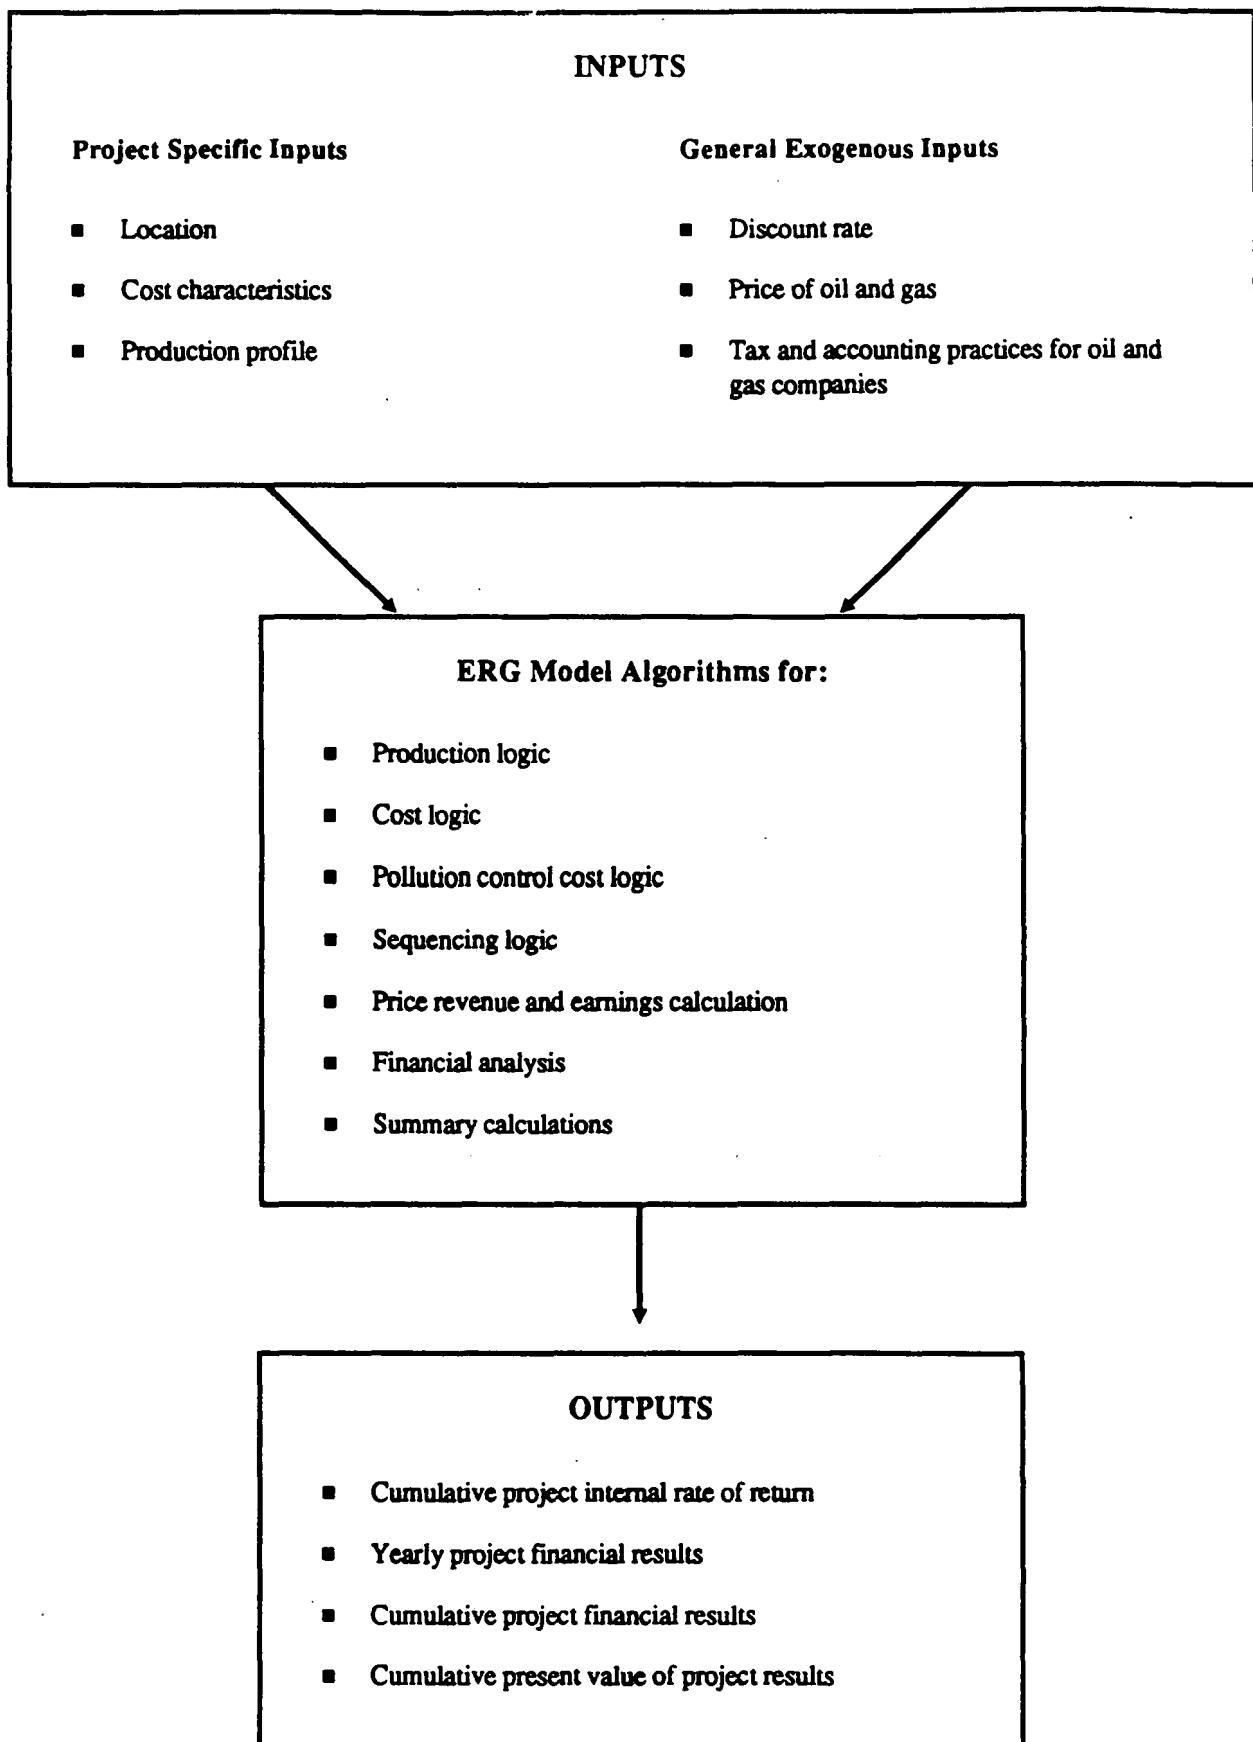 INPUTS
Project Specific Inputs
■ Location
■ Cost characteristics
■ Production profile
General Exogenous Inputs
■ Discount rate
■ Price of oil and gas
■ Tax and accounting practices for oil and
gas companies
ERG Model Algorithms for:
■ Production logic
■ Cost logic
■ Pollution control cost logic
■ Sequencing logic
■ Price revenue and earnings calculation
■ Financial analysis
■ Summary calculations
OUTPUTS
■ Cumulative project internal rate of return
■ Yearly project financial results
■ Cumulative project financial results
■ Cumulative present value of project results